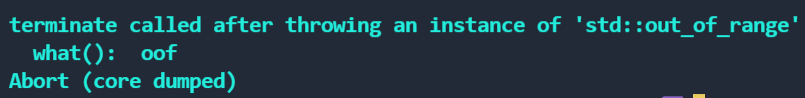 terminate called after throwing an instance of 'std::out_of_range'
  what():  oof
Abort (core dumped)